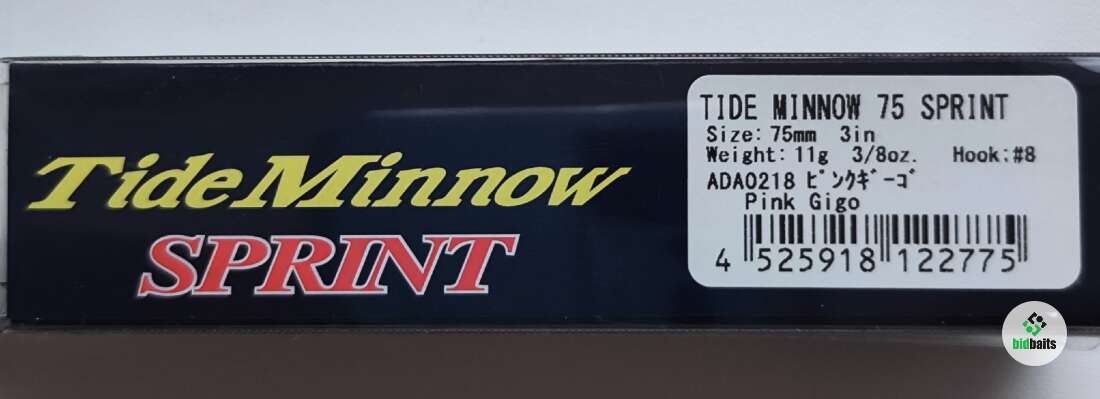 Tide Minnow
SPRINT
TIDE MINNOW 75 SPRINT
Size: 75mm 3in
Weight: 11g 3/8oz. Hook: #8
ADA0218 ピンクギーゴ
Pink Gigo
4 525918 122775
bidbaits